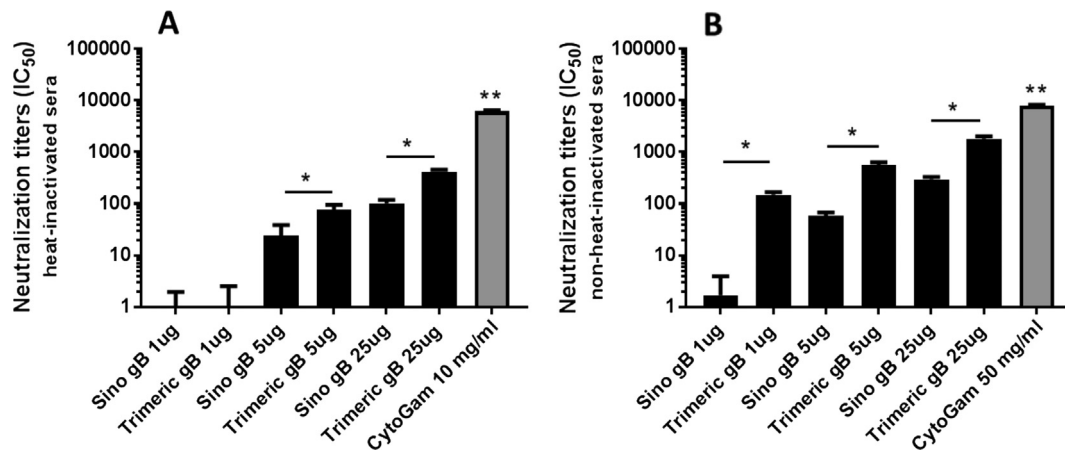 A
Neutralization titers (IC50)
heat-inactivated sera
100000
10000
1000
100
10
1
*
*
**
Sino gB 1ug
Trimeric gB 1ug
Sino gB 5ug
Trimeric gB 5ug
Sino gB 25ug
Trimeric gB 25ug
CytoGam 10 mg/ml
B
Neutralization titers (IC50)
non-heat-inactivated sera
100000
10000
1000
100
10
1
*
*
*
**
Sino gB 1ug
Trimeric gB 1ug
Sino gB 5ug
Trimeric gB 5ug
Sino gB 25ug
Trimeric gB 25ug
CytoGam 50 mg/ml